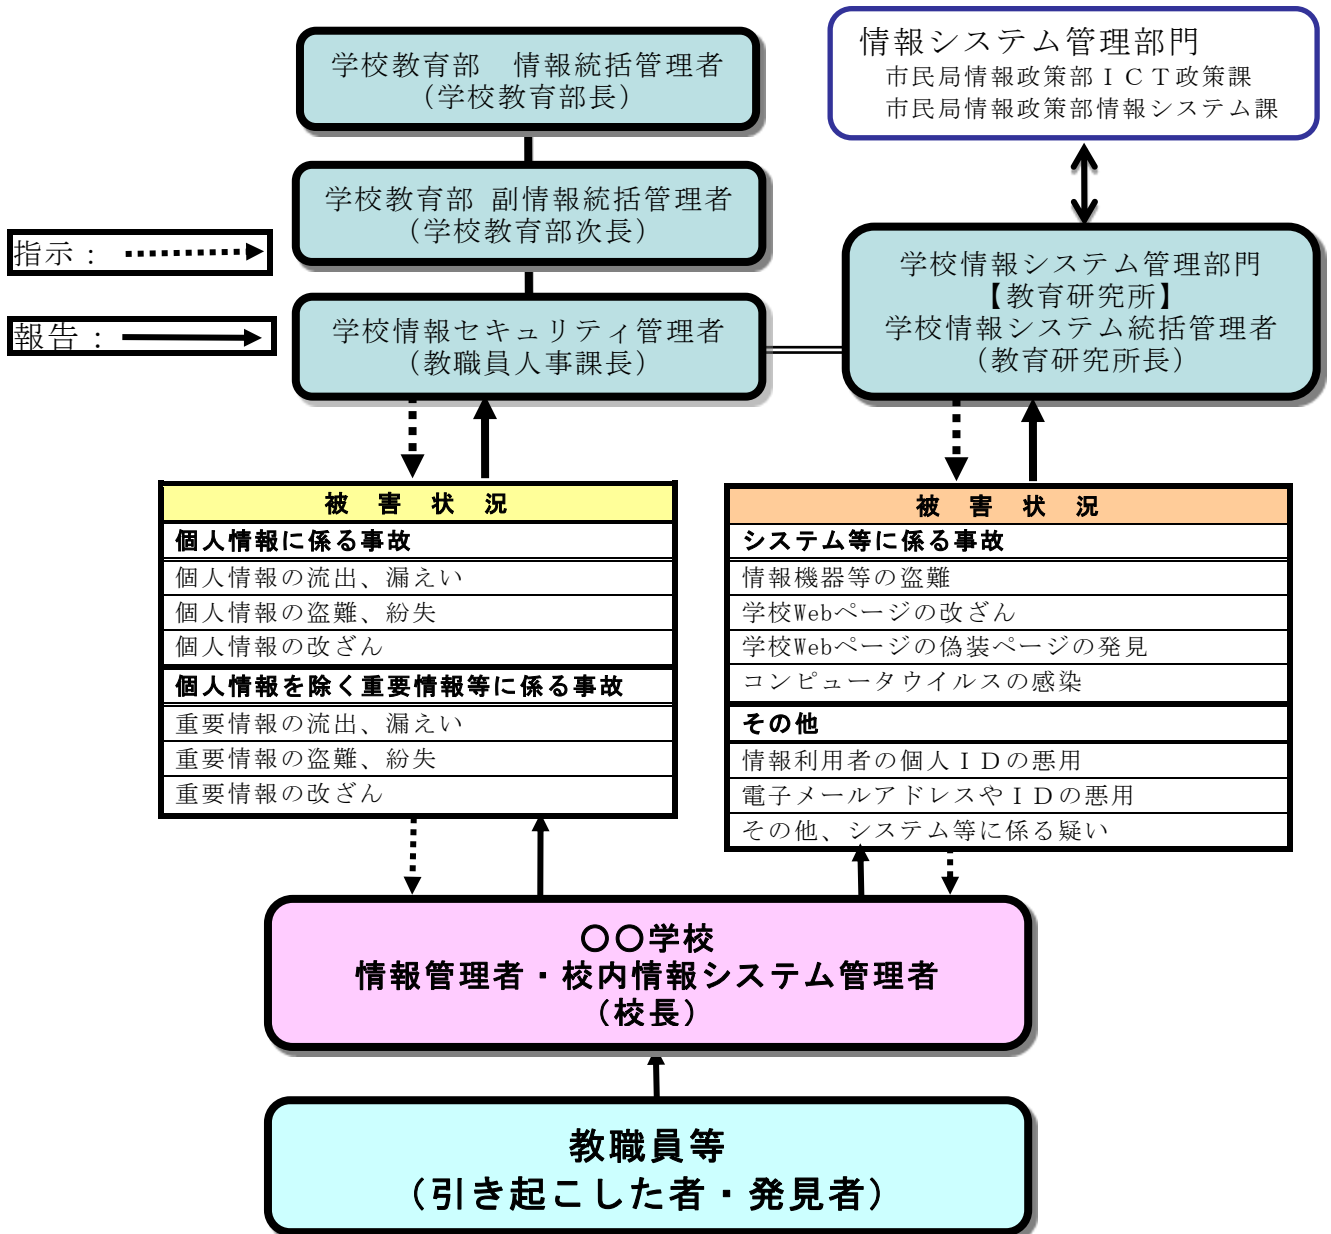 学校教育部　情報統括管理者
（学校教育部長）
情報システム管理部門
市民局情報政策部ＩＣＴ政策課
市民局情報政策部情報システム課
学校教育部 副情報統括管理者
（学校教育部次長）
指示：
報告：
学校情報セキュリティ管理者
（教職員人事課長）
学校情報システム管理部門
【教育研究所】
学校情報システム統括管理者
（教育研究所長）
被　害　状　況
個人情報に係る事故
個人情報の流出、漏えい
個人情報の盗難、紛失
個人情報の改ざん
個人情報を除く重要情報等に係る事故
重要情報の流出、漏えい
重要情報の盗難、紛失
重要情報の改ざん
被　害　状　況
システム等に係る事故
情報機器等の盗難
学校Webページの改ざん
学校Webページの偽装ページの発見
コンピュータウイルスの感染
その他
情報利用者の個人ＩＤの悪用
電子メールアドレスやＩＤの悪用
その他、システム等に係る疑い
○○学校
情報管理者・校内情報システム管理者
（校長）
教職員等
（引き起こした者・発見者）